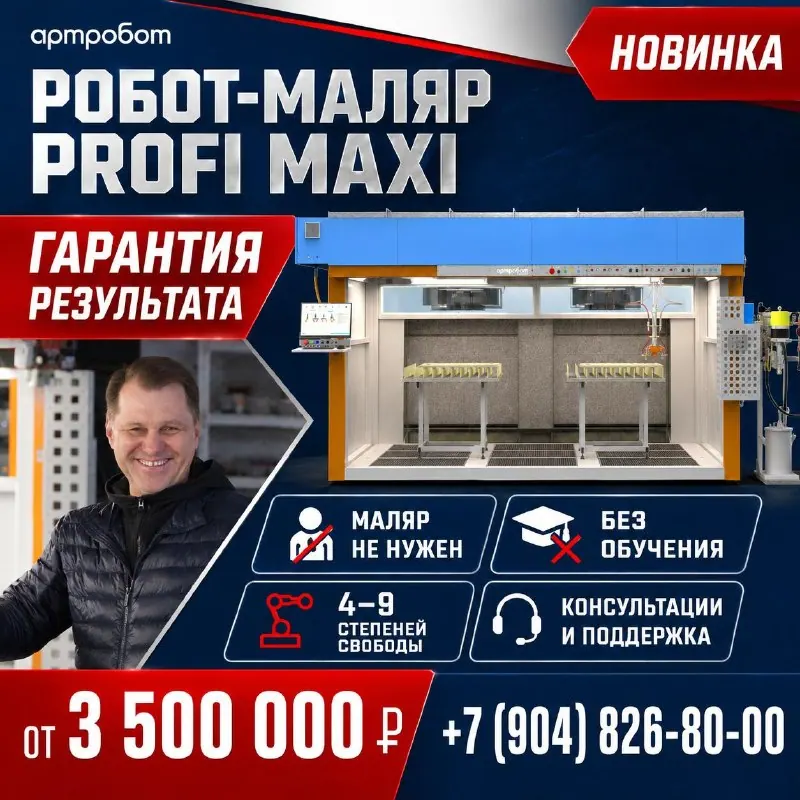 артробот
НОВИНКА
РОБОТ-МАЛЯР
PROFI MAXI
ГАРАНТИЯ
РЕЗУЛЬТАТА
артробот
МАЛЯР
НЕ НУЖЕН
БЕЗ
ОБУЧЕНИЯ
4–9
СТЕПЕНЕЙ
СВОБОДЫ
КОНСУЛЬТАЦИИ
И ПОДДЕРЖКА
от 3 500 000 ₽
+7 (904) 826-80-00